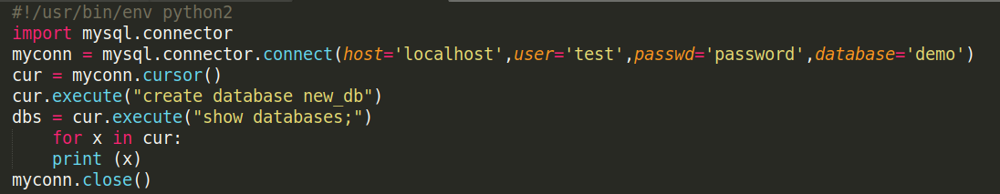 #!/usr/bin/env python2
import mysql.connector
myconn = mysql.connector.connect(host='localhost',user='test',passwd='password',database='demo')
cur = myconn.cursor()
cur.execute("create database new_db")
dbs = cur.execute("show databases;")
    for x in cur:
    print (x)
myconn.close()